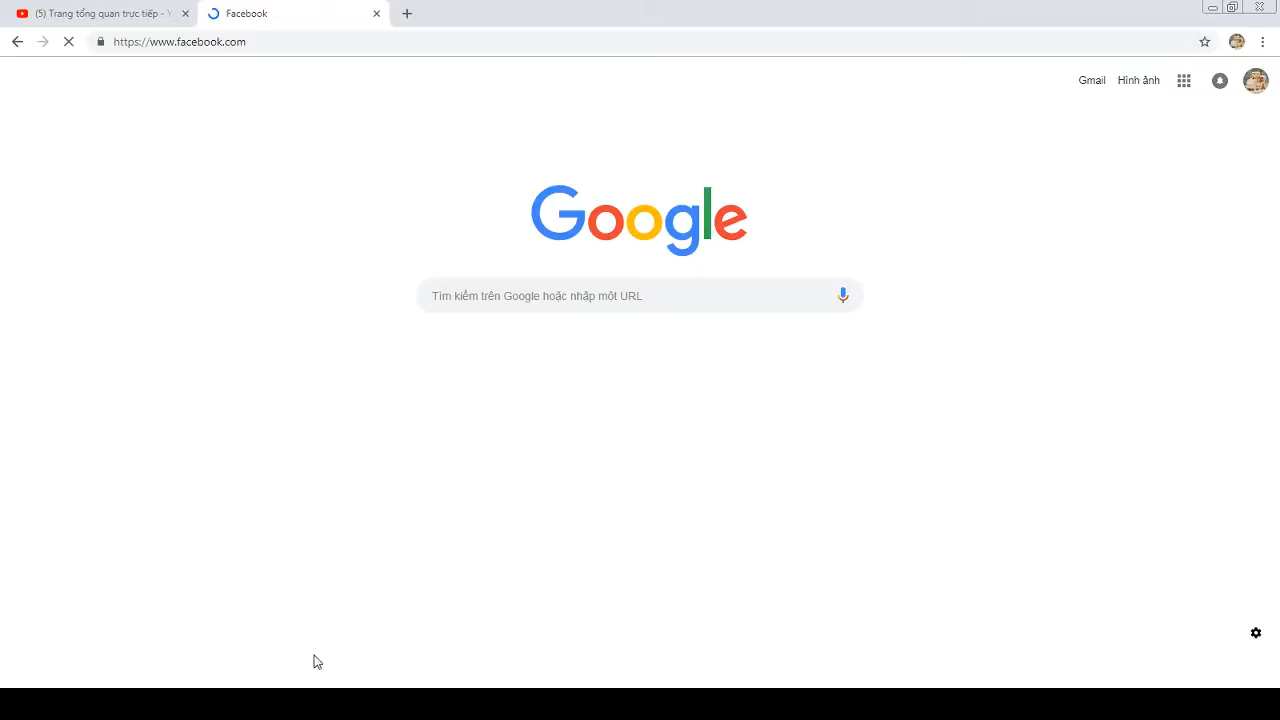 (5) Trang tổng quan trực tiếp - Y
Facebook
https://www.facebook.com
Gmail
Hình ảnh
Google
Tìm kiếm trên Google hoặc nhập một URL